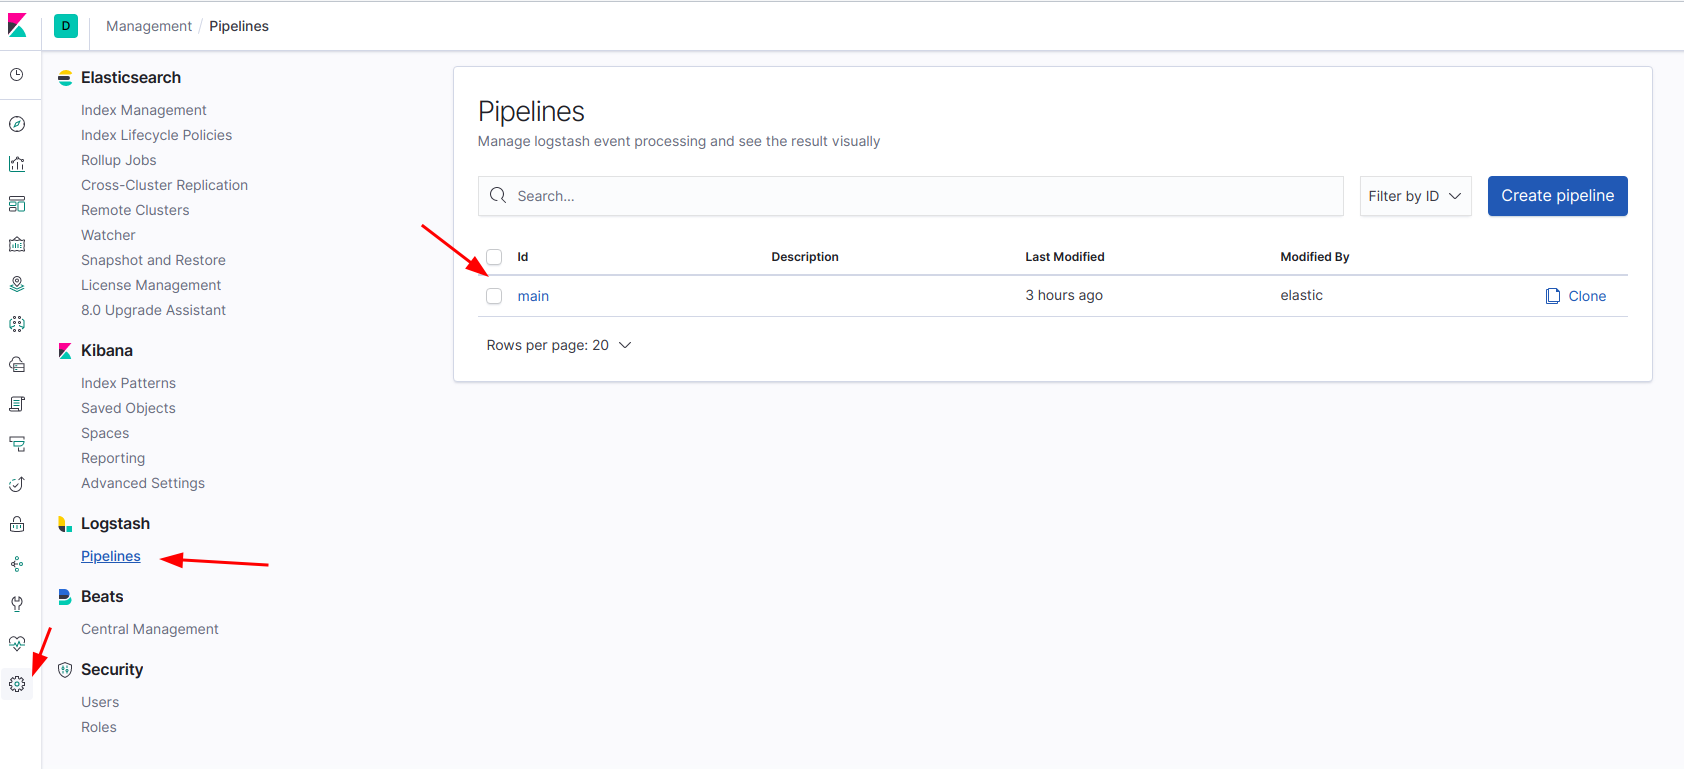 D Management / Pipelines
Elasticsearch
Index Management
Index Lifecycle Policies
Rollup Jobs
Cross-Cluster Replication
Remote Clusters
Watcher
Snapshot and Restore
License Management
8.0 Upgrade Assistant
Kibana
Index Patterns
Saved Objects
Spaces
Reporting
Advanced Settings
Logstash
Pipelines
Beats
Central Management
Security
Users
Roles
Pipelines
Manage logstash event processing and see the result visually
Search... Filter by ID Create pipeline
Id Description Last Modified Modified By
main 3 hours ago elastic Clone
Rows per page: 20